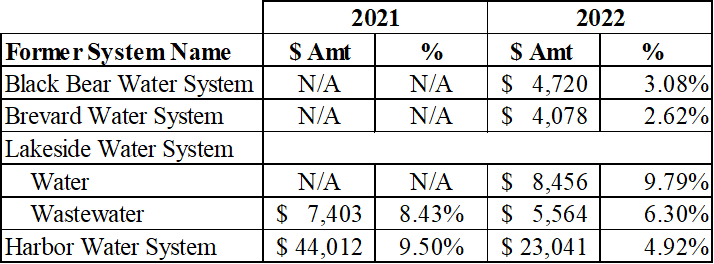 2021 2022
Former System Name $ Amt % $ Amt %
Black Bear Water System N/A N/A $ 4,720 3.08%
Brevard Water System N/A N/A $ 4,078 2.62%
Lakeside Water System
Water N/A N/A $ 8,456 9.79%
Wastewater $ 7,403 8.43% $ 5,564 6.30%
Harbor Water System $ 44,012 9.50% $ 23,041 4.92%